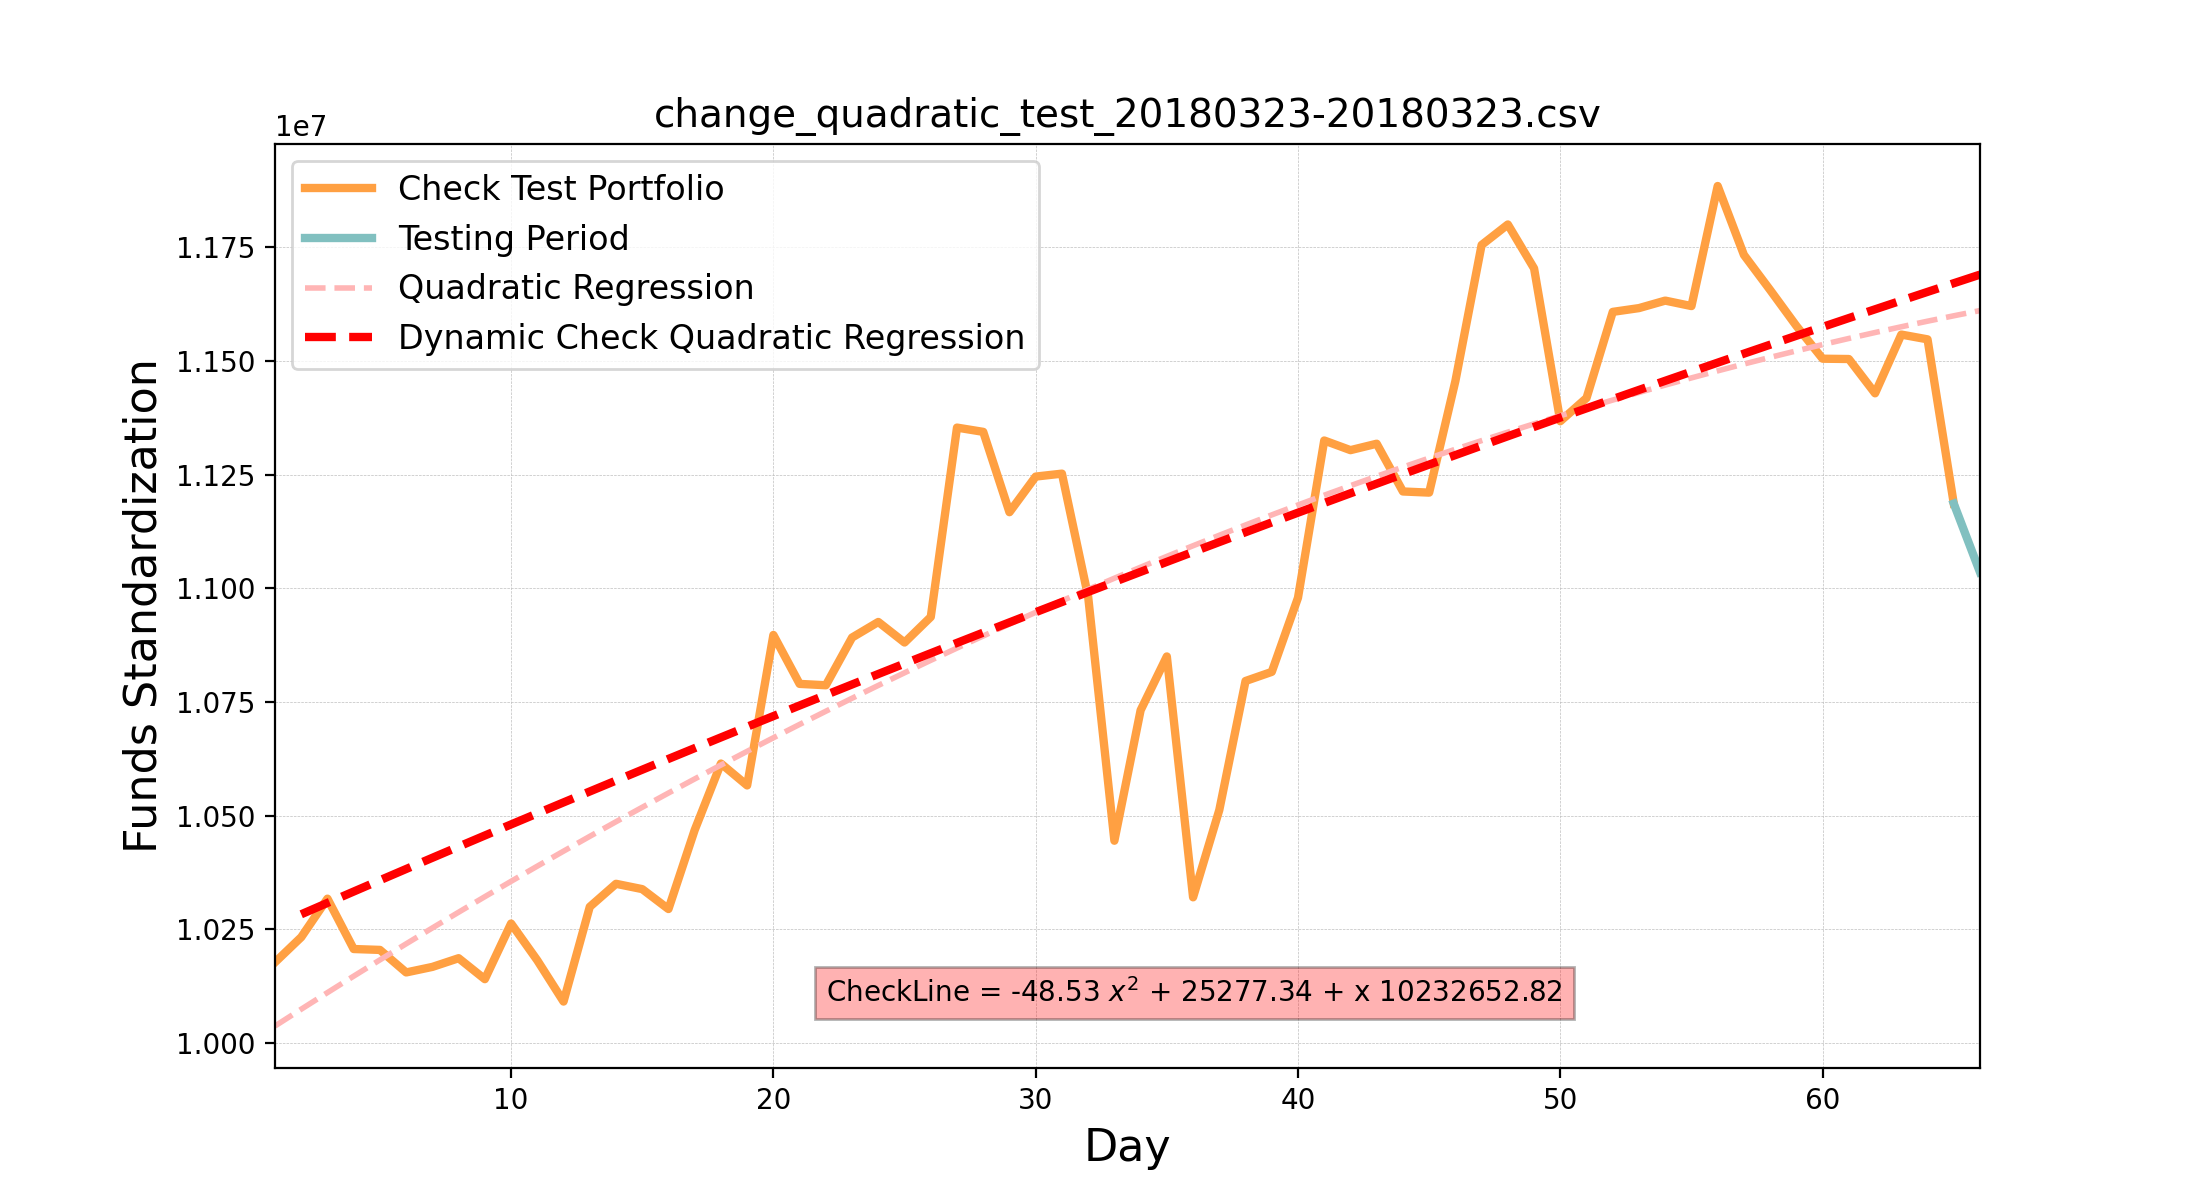 change_quadratic_test_20180323-20180323.csv
1e7
Check Test Portfolio
Testing Period
Quadratic Regression
Dynamic Check Quadratic Regression
1.175
1.150
1.125
1.100
1.075
1.050
1.025
1.000
Funds Standardization
CheckLine = -48.53 x² + 25277.34 + x 10232652.82
10 20 30 40 50 60
Day